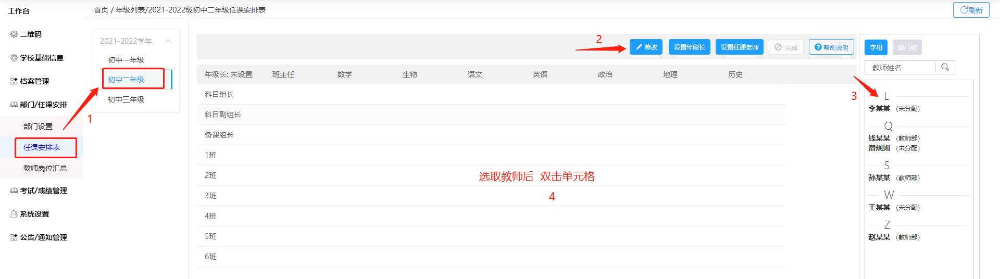 工作台
首页 / 年级列表/2021-2022级初中二年级任课安排表
刷新
二维码
学校基础信息
档案管理
部门/任课安排
部门设置
任课安排表
教师岗位汇总
考试/成绩管理
系统设置
公告/通知管理
1
2021-2022学年
初中一年级
初中二年级
初中三年级
2
修改 设置年段长 设置任课老师 完成 帮助说明
年级长: 未设置 班主任 数学 生物 语文 英语 政治 地理 历史
科目组长
科目副组长
备课组长
1班
2班
3班
4班
5班
6班
选取教师后 双击单元格
4
字母 部门组
教师姓名
3
L
李某某 (未分配)
Q
钱某某 (教师部)
潜规则 (未分配)
S
孙某某 (教师部)
W
王某某 (未分配)
Z
赵某某 (教师部)